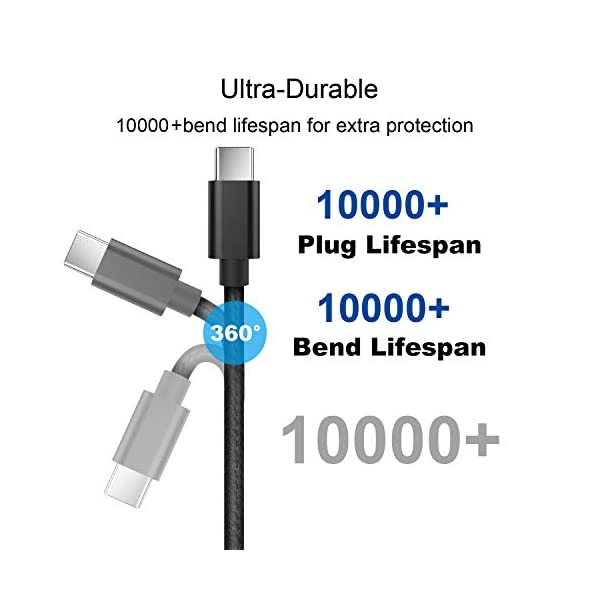 Ultra-Durable
10000+bend lifespan for extra protection
10000+
Plug Lifespan
10000+
Bend Lifespan
360°
10000+